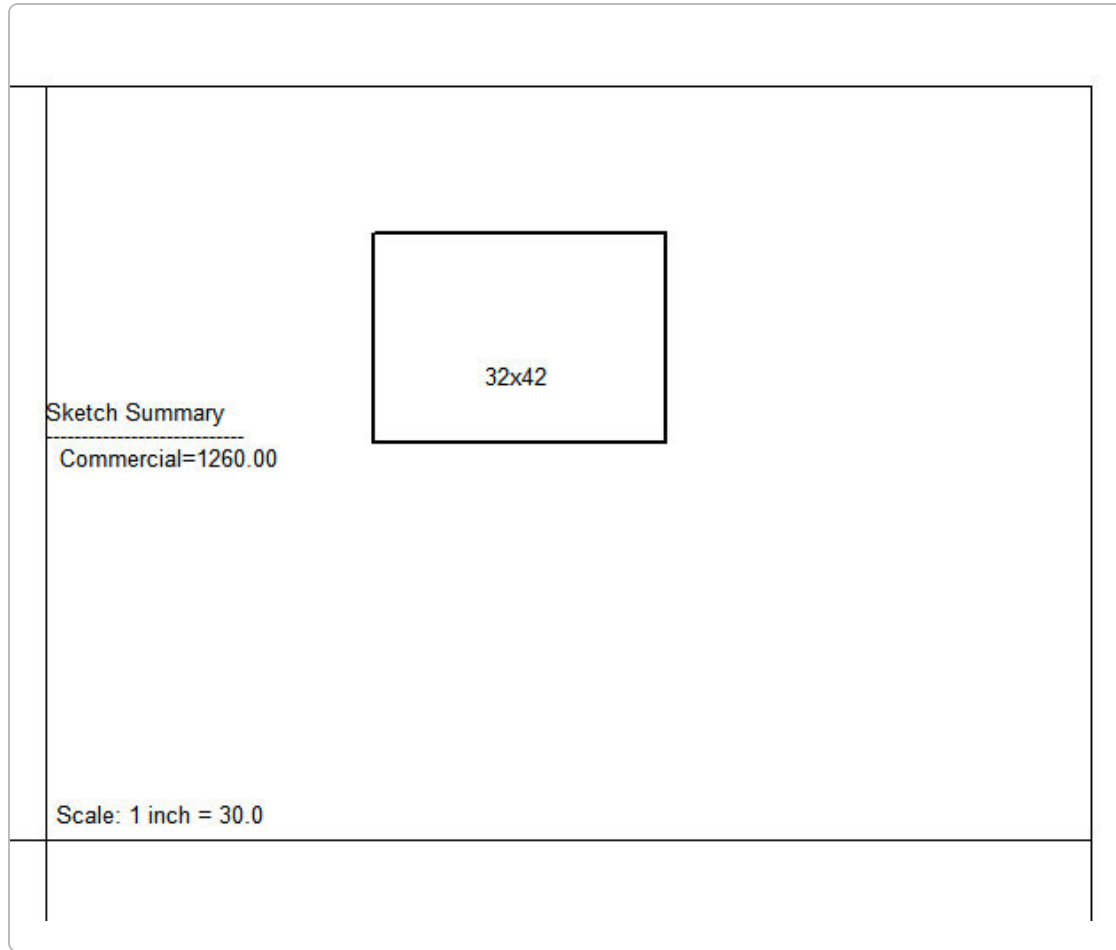 32x42
Sketch Summary
----------------------------
Commercial=1260.00
Scale: 1 inch = 30.0